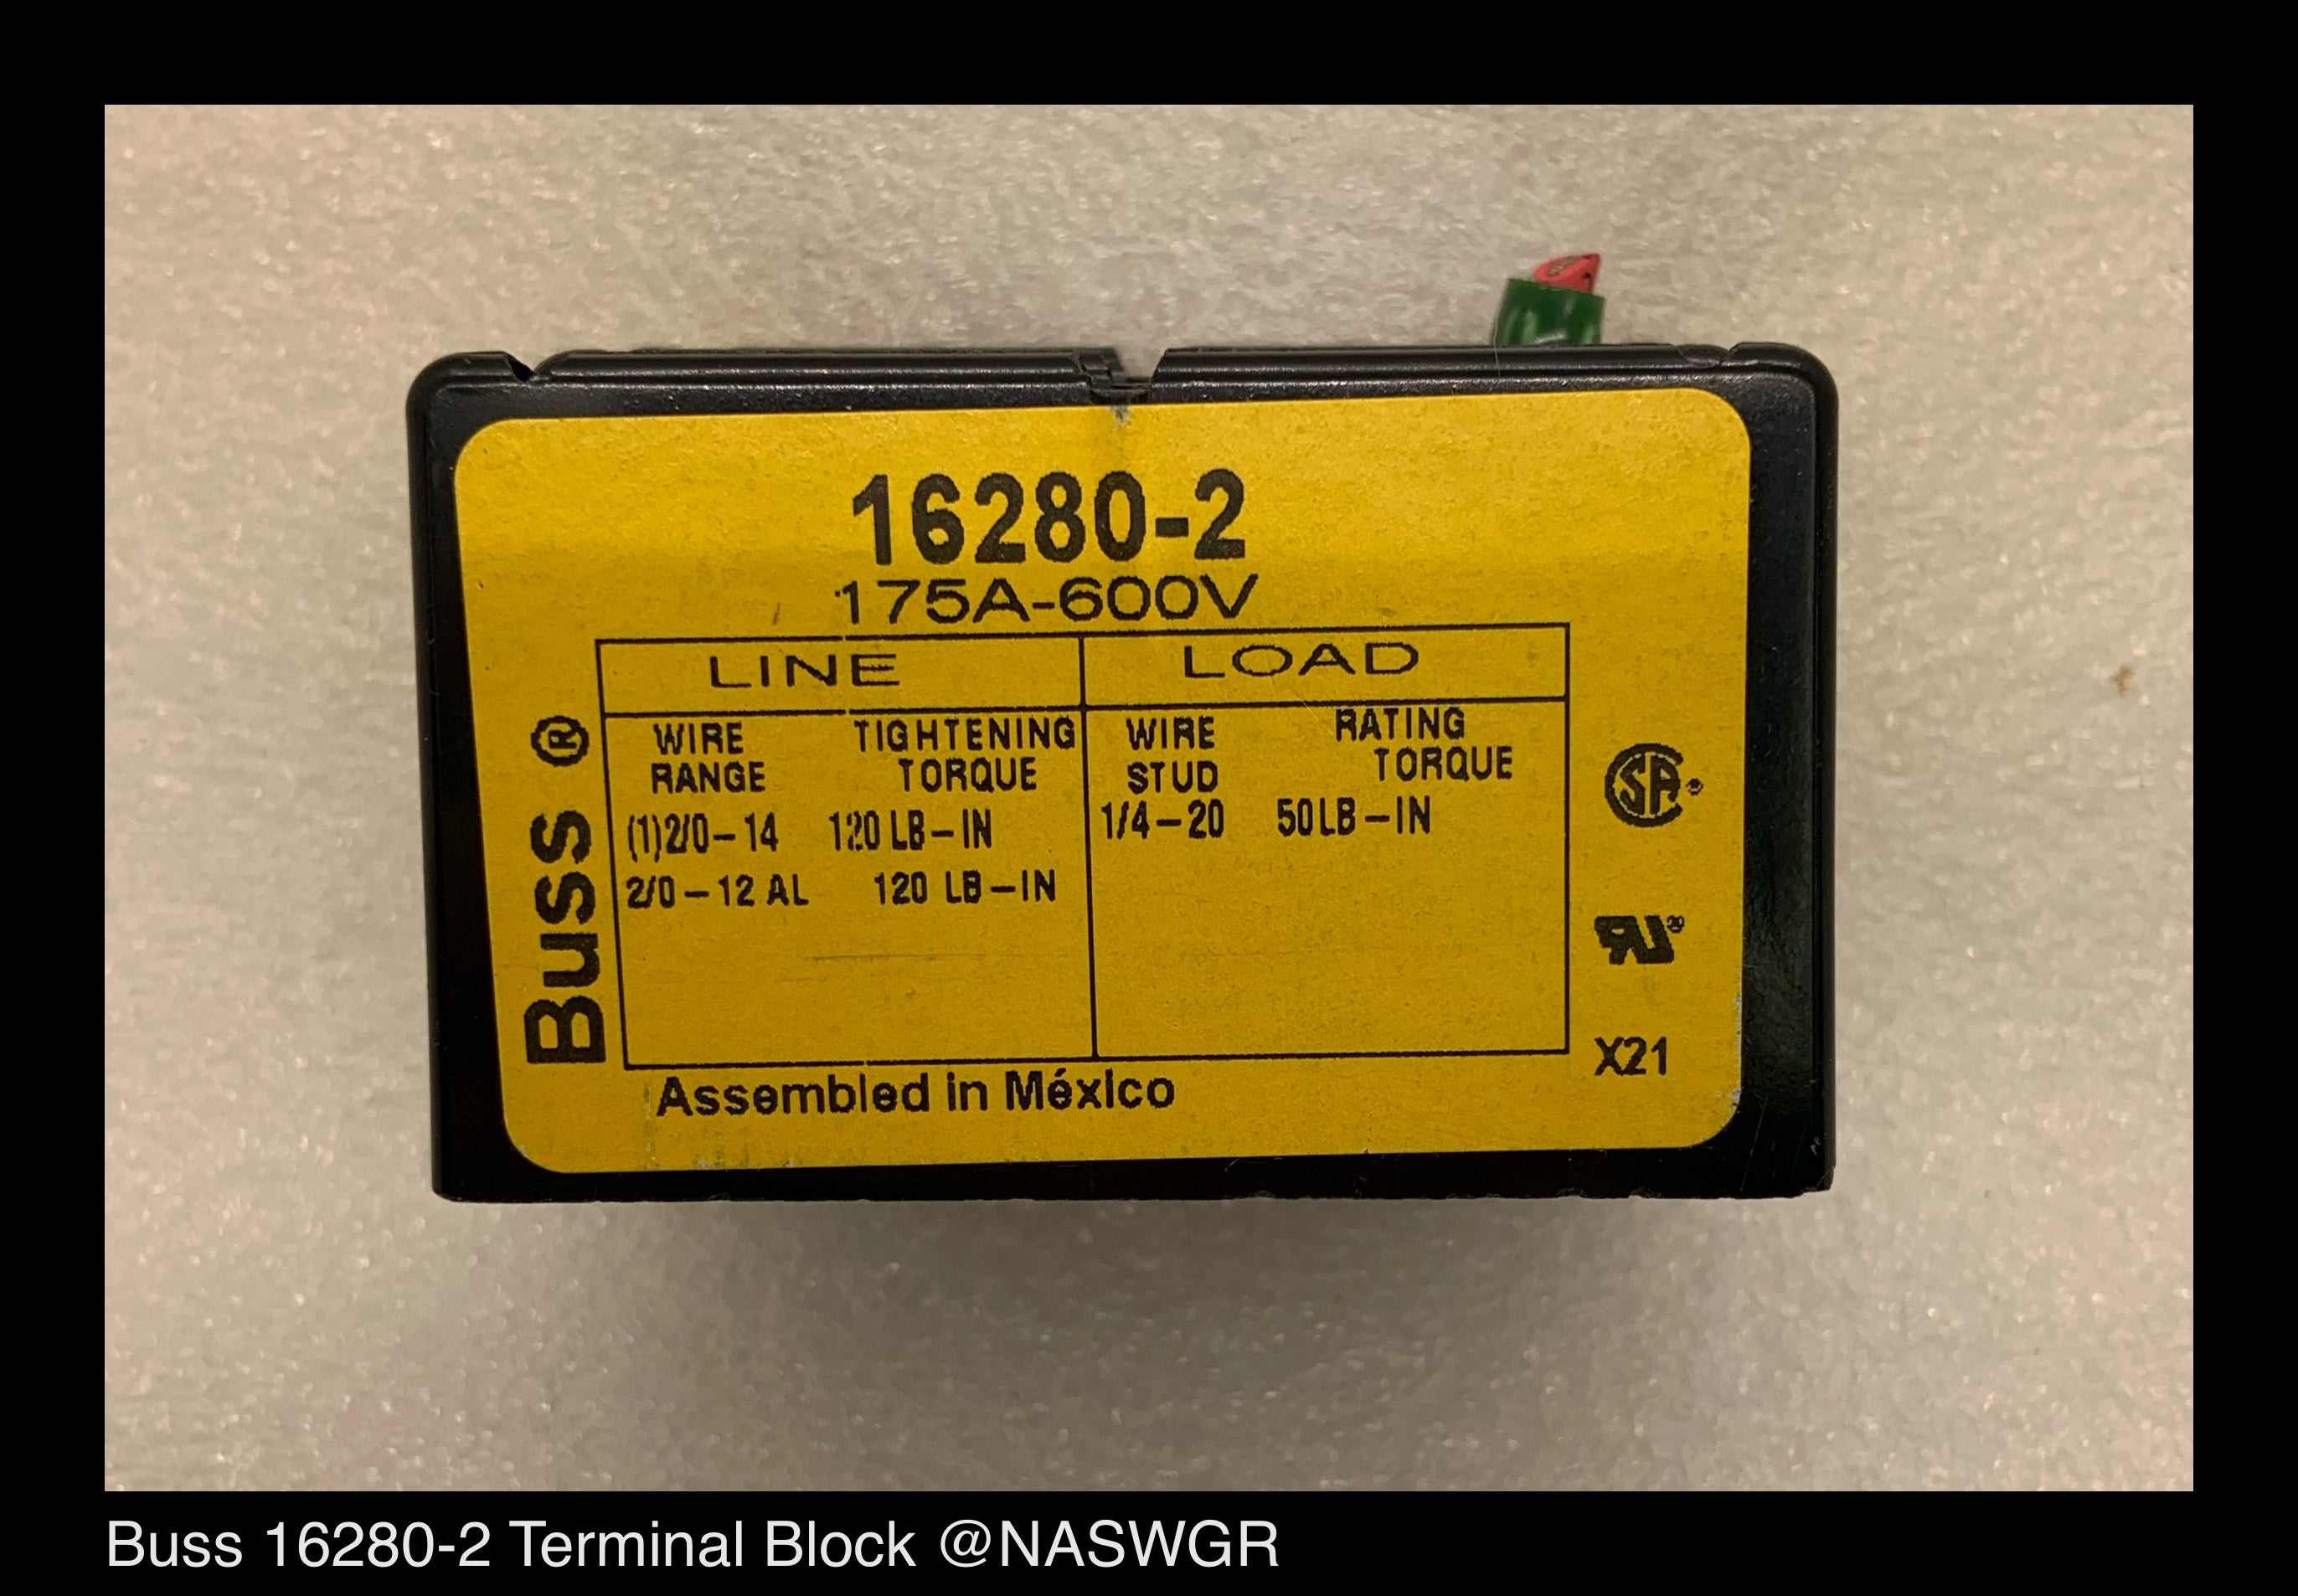 16280-2
175A-600V
LINE
LOAD
WIRE RANGE
TIGHTENING TORQUE
(1)2/0-14 120 LB-IN
2/0-12 AL 120 LB-IN
WIRE STUD
RATING TORQUE
1/4-20 50LB-IN
Buss ®
SA
RU®
X21
Assembled in México
Buss 16280-2 Terminal Block @NASWGR